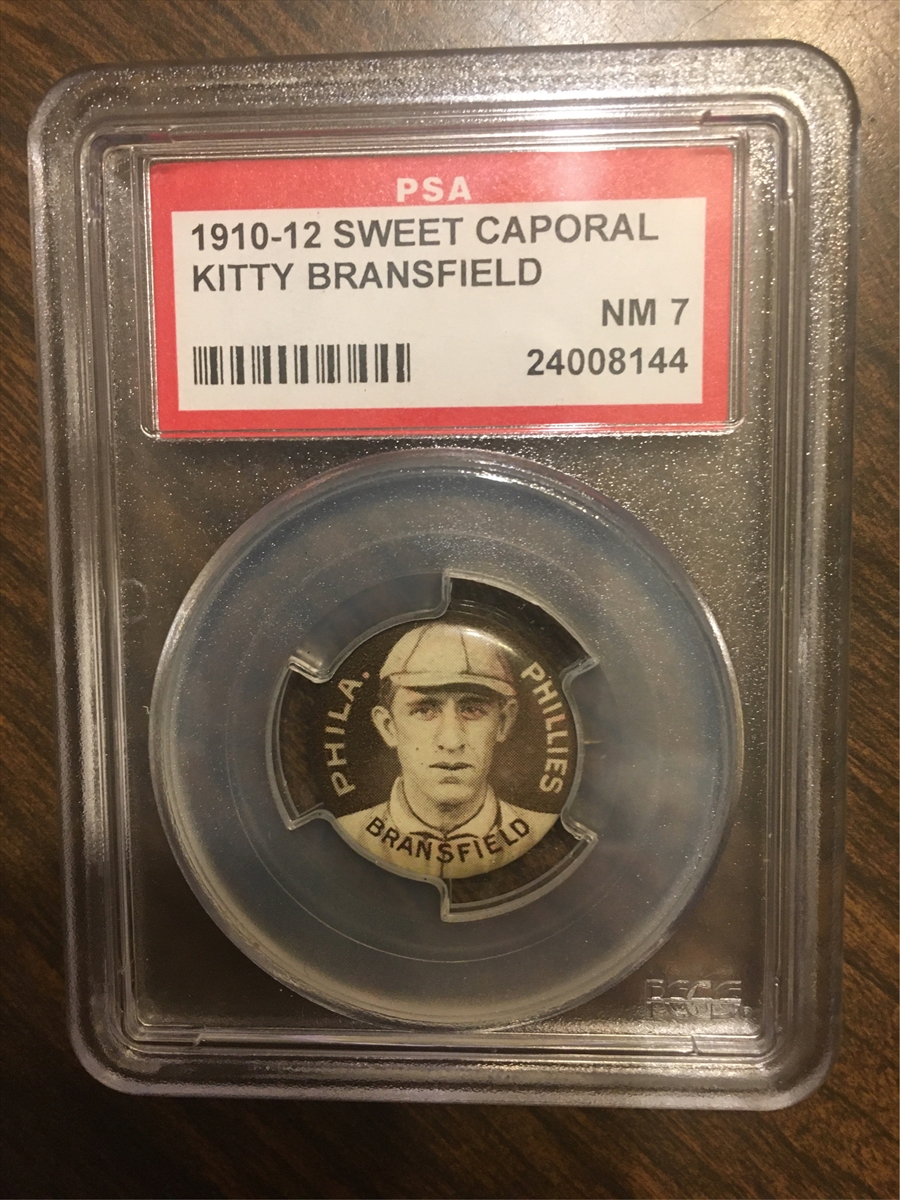 PSA
1910-12 SWEET CAPORAL
KITTY BRANSFIELD
NM 7
24008144
PHILA. PHILLIES
BRANSFIELD